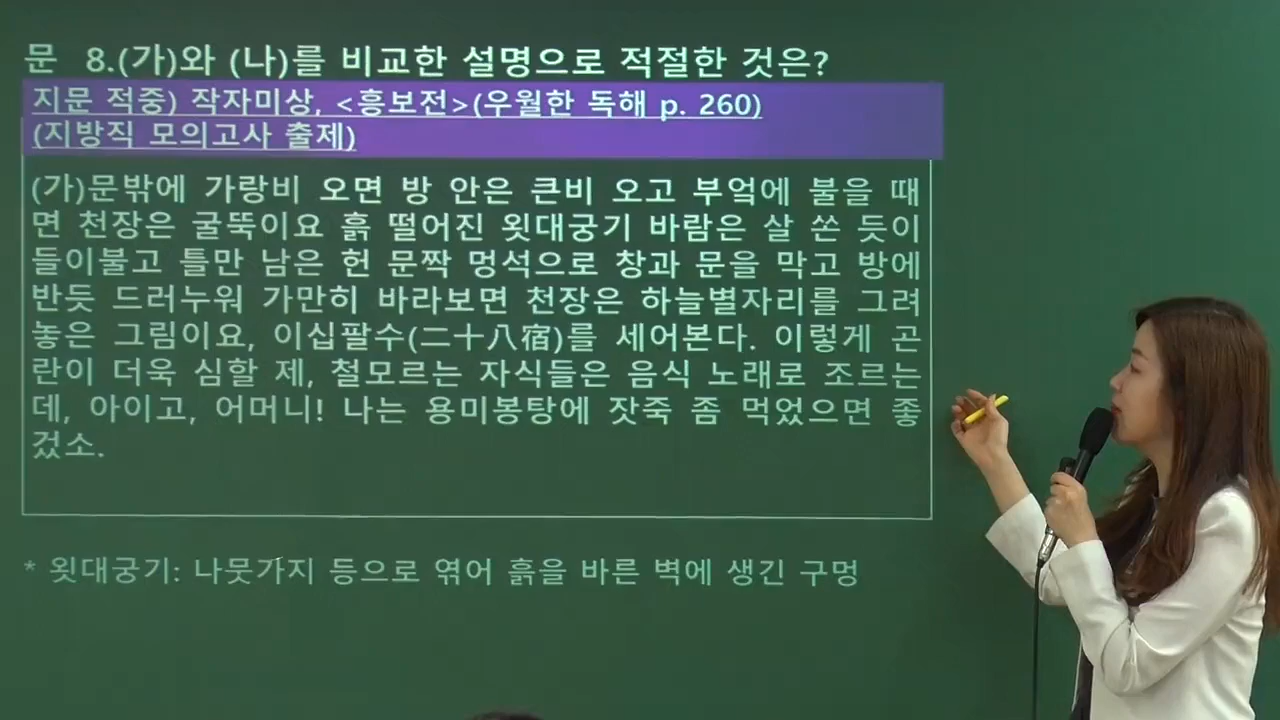 문 8.(가)와 (나)를 비교한 설명으로 적절한 것은?
지문 적중) 작자미상, <흥보전>(우월한 독해 p. 260)
(지방직 모의고사 출제)
(가)문밖에 가랑비 오면 방 안은 큰비 오고 부엌에 불을 때
면 천장은 굴뚝이요 흙 떨어진 욋대궁기 바람은 살 쏜 듯이
들이불고 틀만 남은 헌 문짝 멍석으로 창과 문을 막고 방에
반듯 드러누워 가만히 바라보면 천장은 하늘별자리를 그려
놓은 그림이요, 이십팔수(二十八宿)를 세어본다. 이렇게 곤
란이 더욱 심할 제, 철모르는 자식들은 음식 노래로 조르는
데, 아이고, 어머니! 나는 용미봉탕에 잣죽 좀 먹었으면 좋
겄소.
* 욋대궁기: 나뭇가지 등으로 엮어 흙을 바른 벽에 생긴 구멍